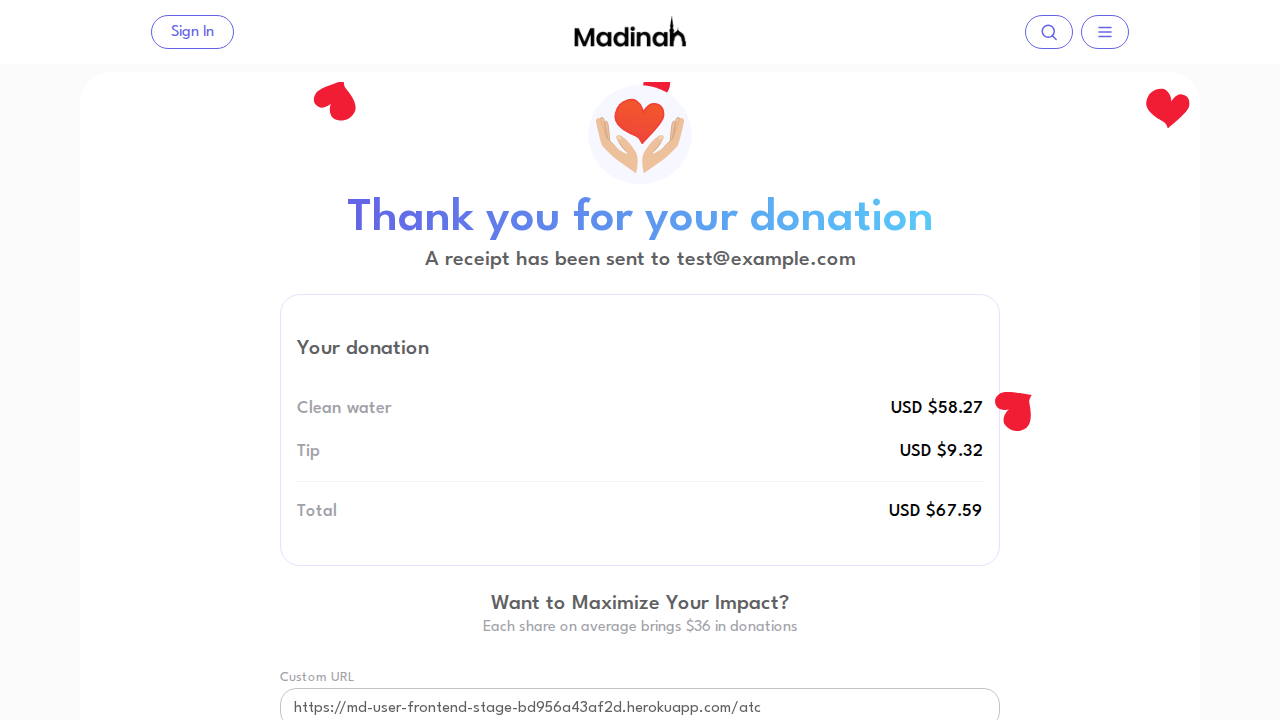 Sign In
Madinah
Thank you for your donation
A receipt has been sent to test@example.com
Your donation
Clean water USD $58.27
Tip USD $9.32
Total USD $67.59
Want to Maximize Your Impact?
Each share on average brings $36 in donations
Custom URL
https://md-user-frontend-stage-bd956a43af2d.herokuapp.com/atc